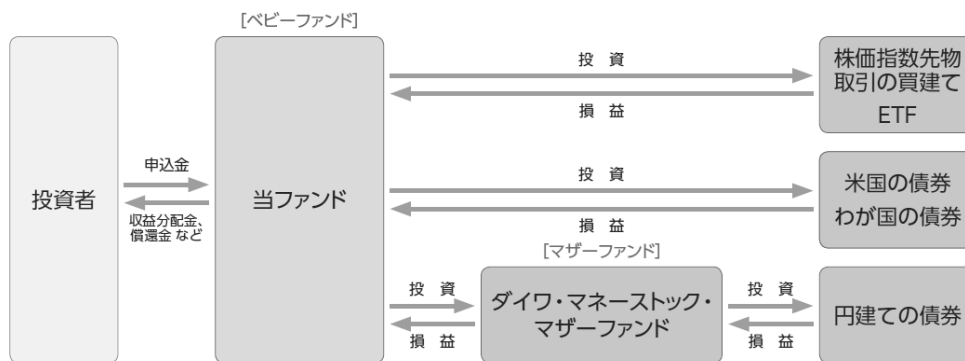 [ベビーファンド]
投資者
申込金
収益分配金、
償還金 など
当ファンド
投 資
損 益
株価指数先物
取引の買建て
ETF
投 資
損 益
米国の債券
わが国の債券
[マザーファンド]
投 資
損 益
ダイワ・マネーストック・
マザーファンド
投 資
損 益
円建ての債券